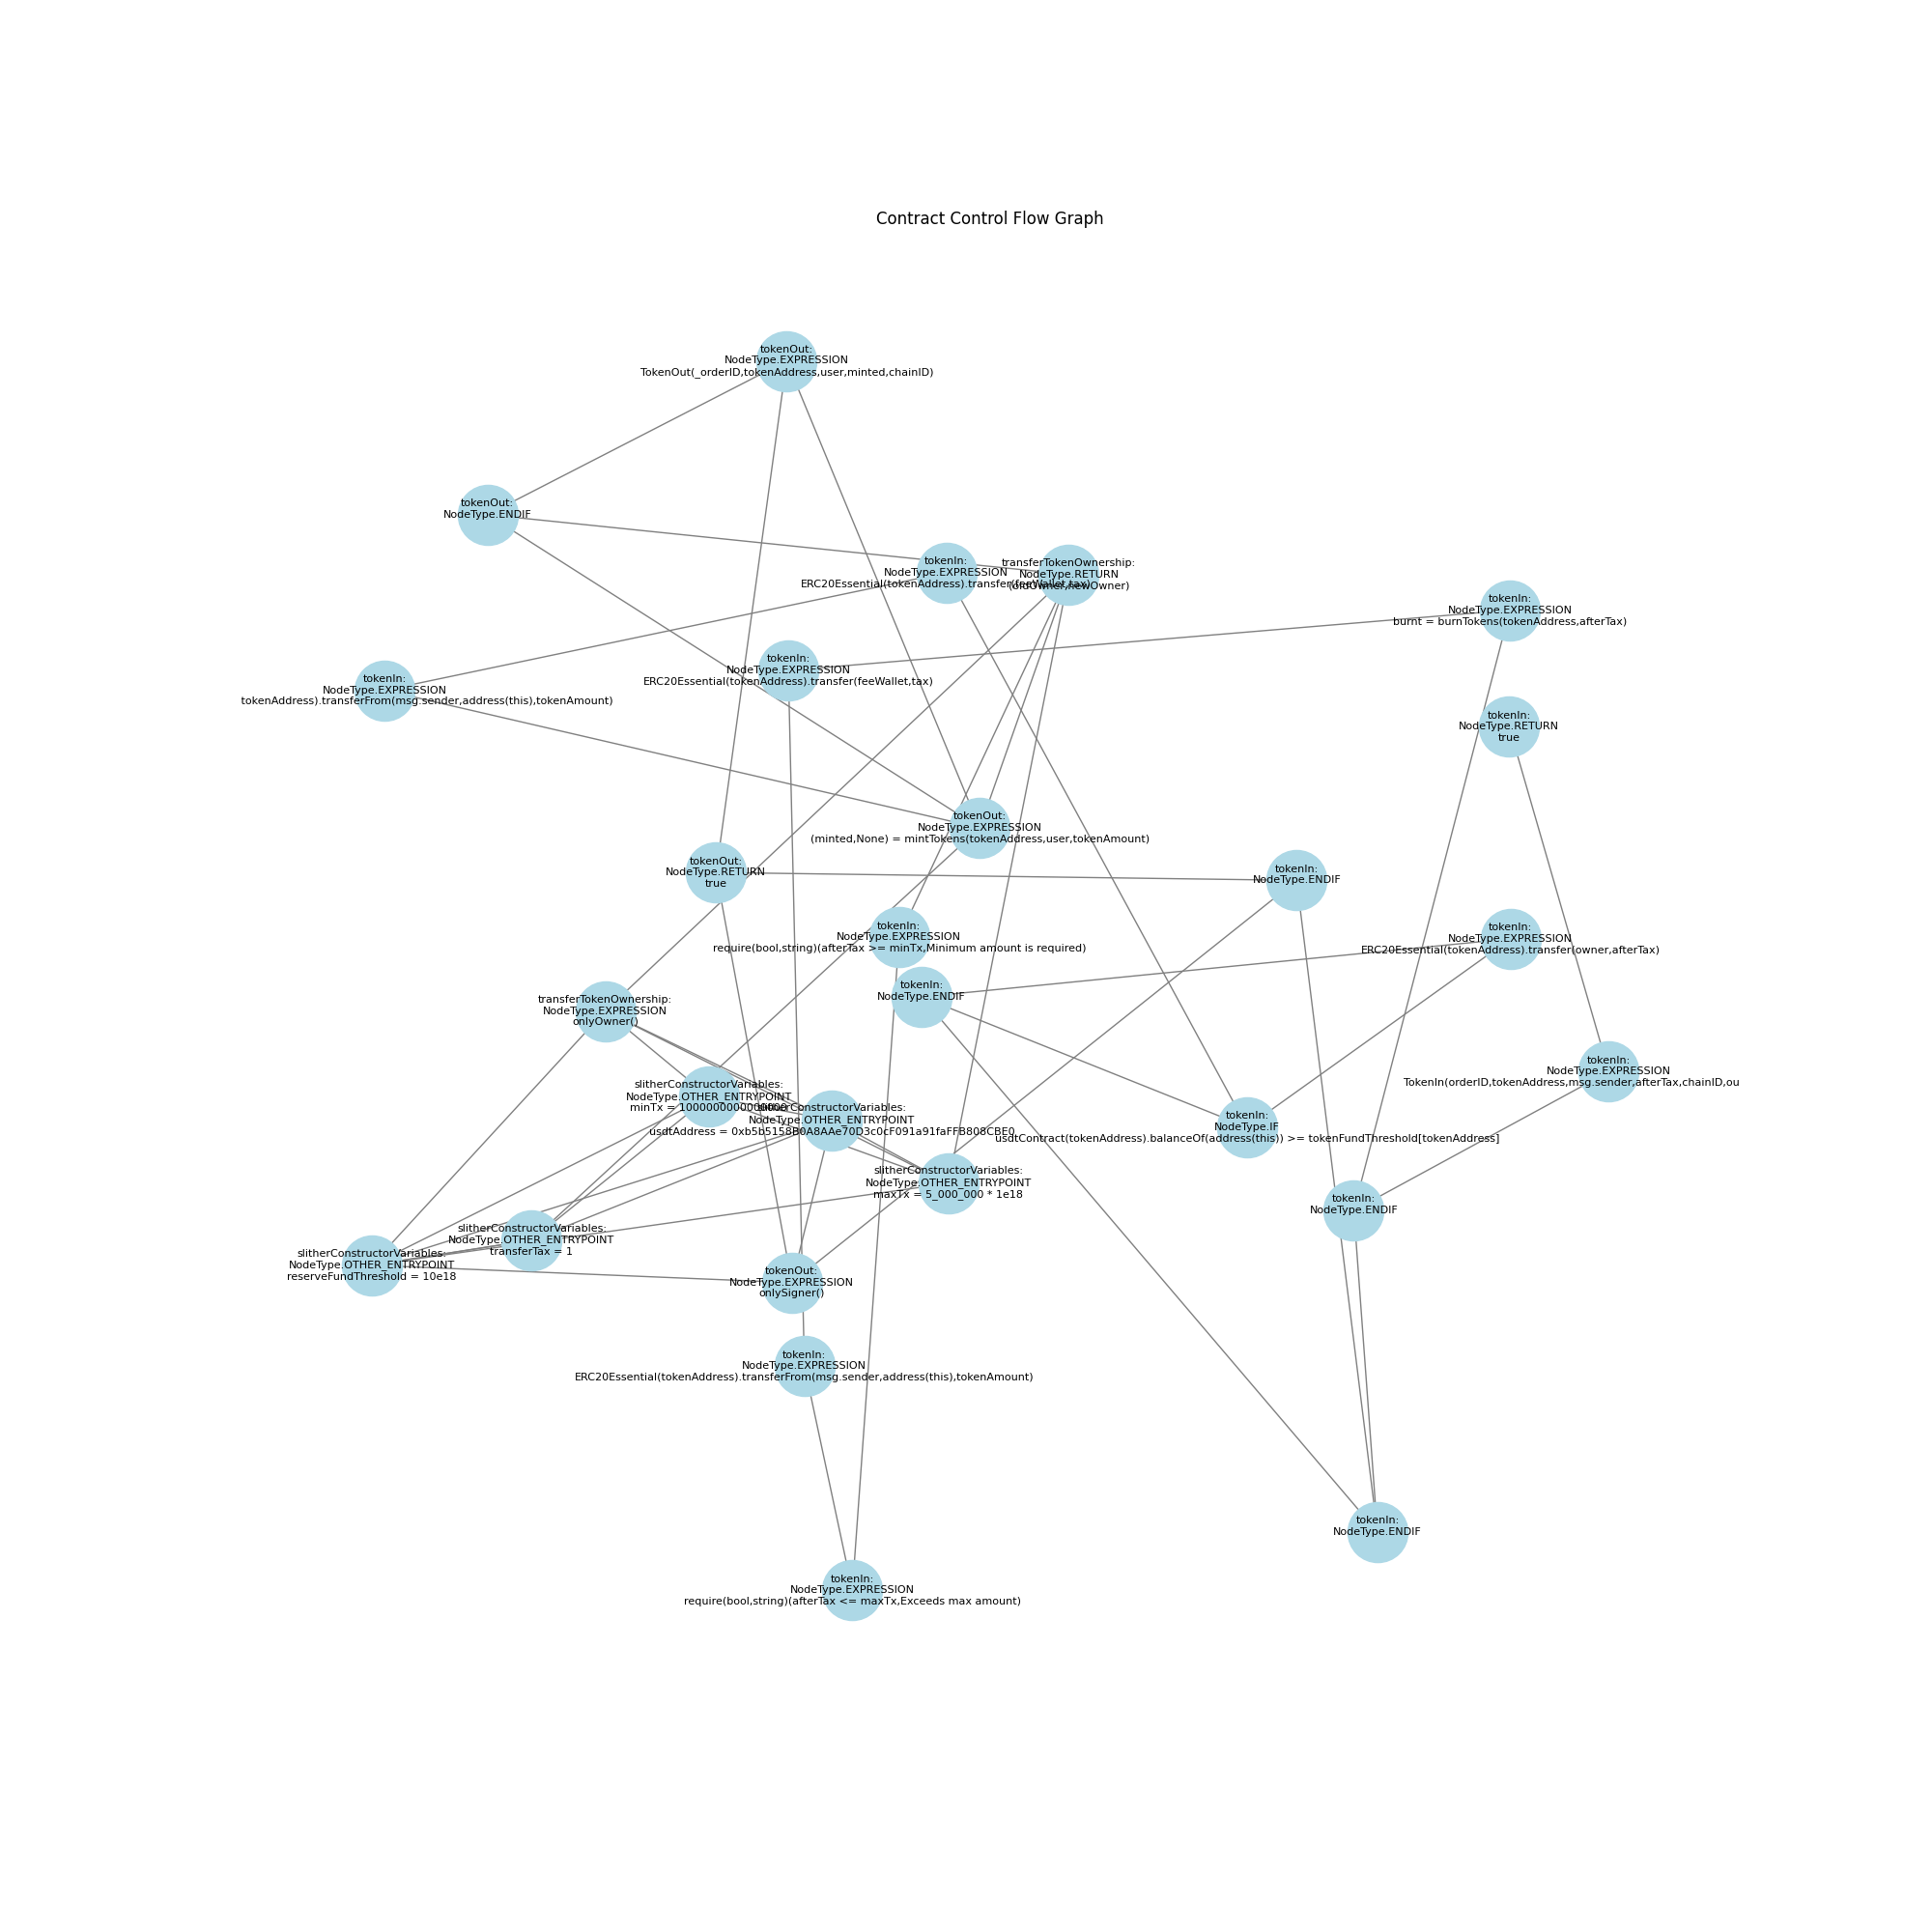 Contract Control Flow Graph
tokenOut:
NodeType.EXPRESSION
TokenOut(_orderID,tokenAddress,user,minted,chainID)
tokenOut:
NodeType.ENDIF
tokenIn:
NodeType.EXPRESSION
ERC20Essential(tokenAddress).transfer(feeWallet,tax)
transferTokenOwnership:
NodeType.RETURN
(oldOwner,newOwner)
tokenIn:
NodeType.EXPRESSION
burnt = burnTokens(tokenAddress,afterTax)
tokenIn:
NodeType.EXPRESSION
ERC20Essential(tokenAddress).transfer(feeWallet,tax)
tokenIn:
NodeType.EXPRESSION
tokenAddress).transferFrom(msg.sender,address(this),tokenAmount)
tokenIn:
NodeType.RETURN
true
tokenOut:
NodeType.EXPRESSION
(minted,None) = mintTokens(tokenAddress,user,tokenAmount)
tokenOut:
NodeType.RETURN
true
tokenIn:
NodeType.ENDIF
tokenIn:
NodeType.EXPRESSION
require(bool,string)(afterTax >= minTx,Minimum amount is required)
tokenIn:
NodeType.EXPRESSION
ERC20Essential(tokenAddress).transfer(owner,afterTax)
tokenIn:
NodeType.ENDIF
transferTokenOwnership:
NodeType.EXPRESSION
onlyOwner()
tokenIn:
NodeType.EXPRESSION
TokenIn(orderID,tokenAddress,msg.sender,afterTax,chainID,ou
slitherConstructorVariables:
NodeType.OTHER_ENTRYPOINT
minTx =
slitherConstructorVariables:
NodeType.OTHER_ENTRYPOINT
usdtAddress = 0xb5b5158B0A8AAe70D3c0cF091a91faFFB808CBE0
tokenIn:
NodeType.IF
usdtContract(tokenAddress).balanceOf(address(this)) >= tokenFundThreshold[tokenAddress]
slitherConstructorVariables:
NodeType.OTHER_ENTRYPOINT
maxTx = 5_000_000 * 1e18
tokenIn:
NodeType.ENDIF
slitherConstructorVariables:
NodeType.OTHER_ENTRYPOINT
transferTax = 1
slitherConstructorVariables:
NodeType.OTHER_ENTRYPOINT
reserveFundThreshold = 10e18
tokenOut:
NodeType.EXPRESSION
onlySigner()
tokenIn:
NodeType.EXPRESSION
ERC20Essential(tokenAddress).transferFrom(msg.sender,address(this),tokenAmount)
tokenIn:
NodeType.ENDIF
tokenIn:
NodeType.EXPRESSION
require(bool,string)(afterTax <= maxTx,Exceeds max amount)